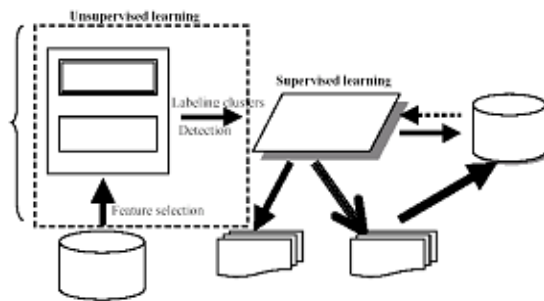 Unsupervised learning
Supervised learning
Labeling clusters
Detection
Feature selection